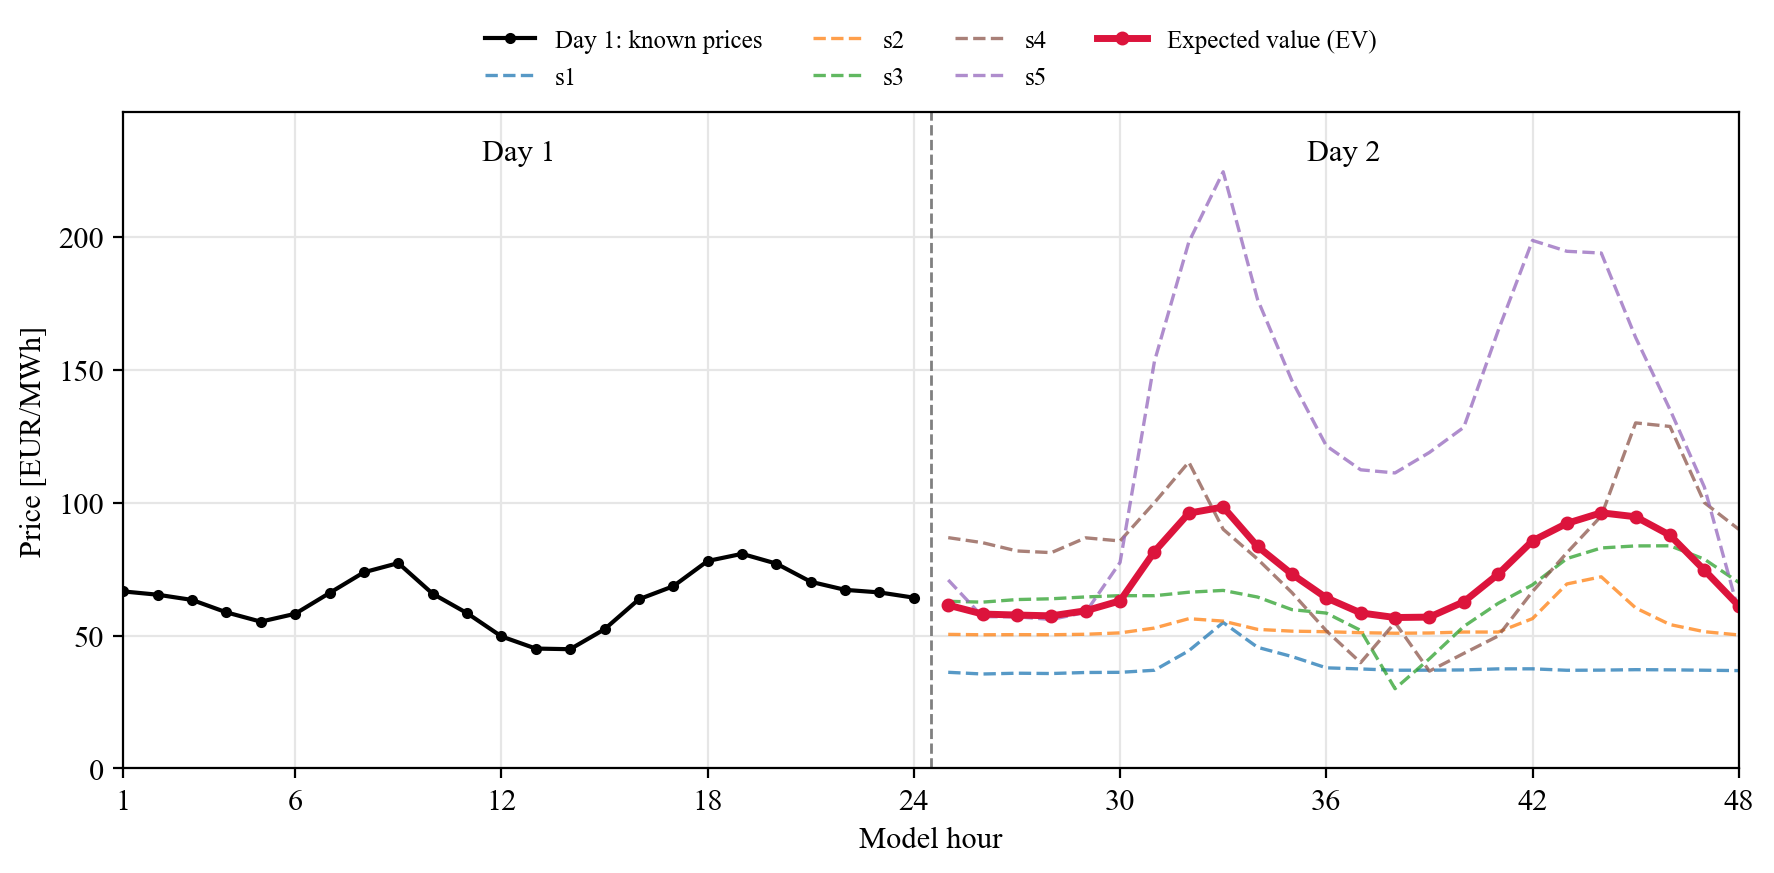 Day 1: known prices s2 s4 Expected value (EV)
s1 s3 s5
Day 1 Day 2
200
150
100
50
0
Price [EUR/MWh]
1 6 12 18 24 30 36 42 48
Model hour